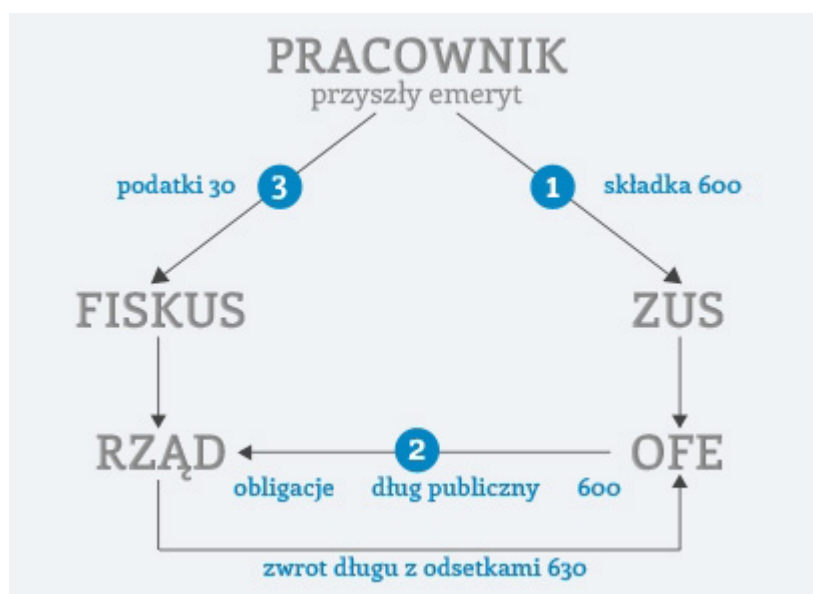 PRACOWNIK
przyszły emeryt
podatki 30 3 1 składka 600
FISKUS ZUS
RZĄD 2 OFE
obligacje dług publiczny 600
zwrot długu z odsetkami 630